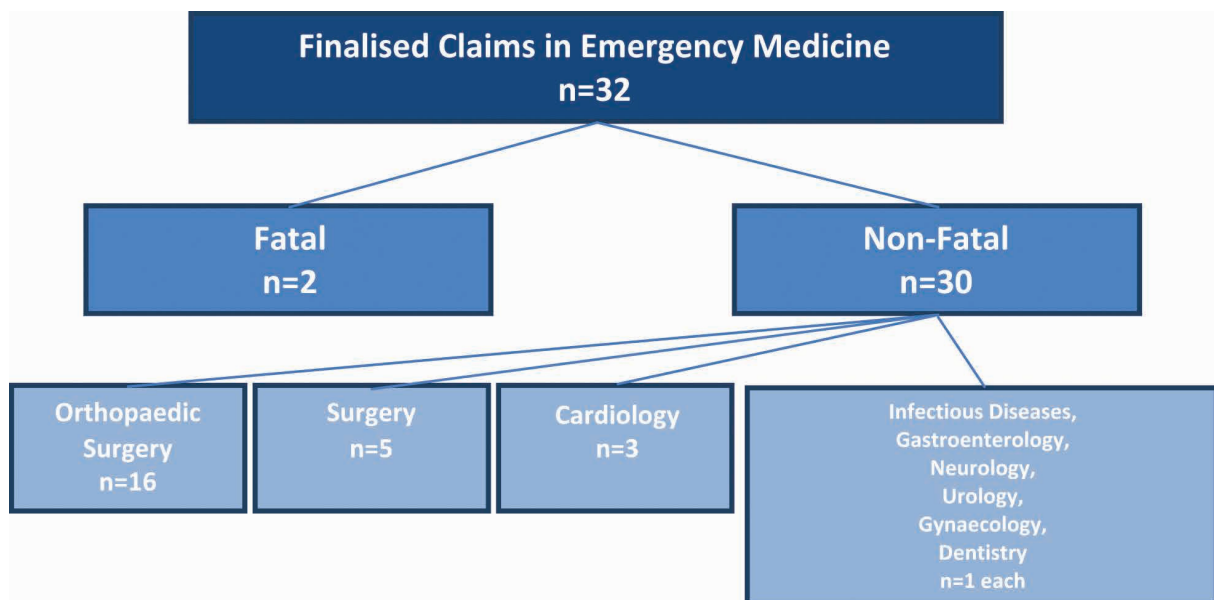 Finalised Claims in Emergency Medicine
n=32
Fatal
n=2
Non-Fatal
n=30
Orthopaedic
Surgery
n=16
Surgery
n=5
Cardiology
n=3
Infectious Diseases,
Gastroenterology,
Neurology,
Urology,
Gynaecology,
Dentistry
n=1 each